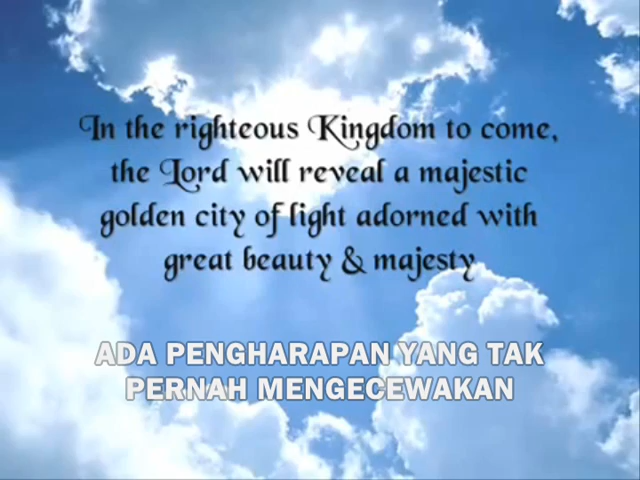 In the righteous Kingdom to come,
the Lord will reveal a majestic
golden city of light adorned with
great beauty & majesty
ADA PENGHARAPAN YANG TAK
PERNAH MENGECEWAKAN